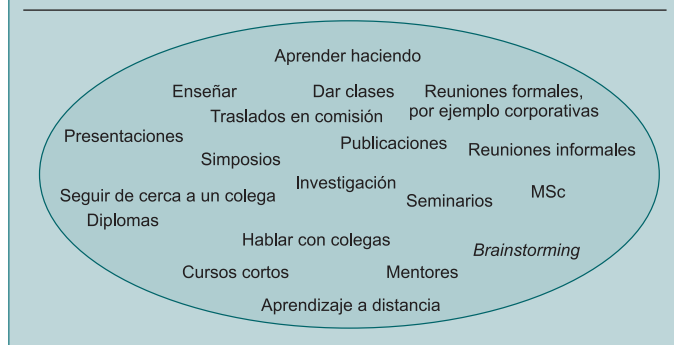 Aprender haciendo
Enseñar
Dar clases
Reuniones formales,
por ejemplo corporativas
Traslados en comisión
Presentaciones
Publicaciones
Reuniones informales
Simposios
Investigación
Seguir de cerca a un colega
Seminarios
MSc
Diplomas
Hablar con colegas
Brainstorming
Cursos cortos
Mentores
Aprendizaje a distancia